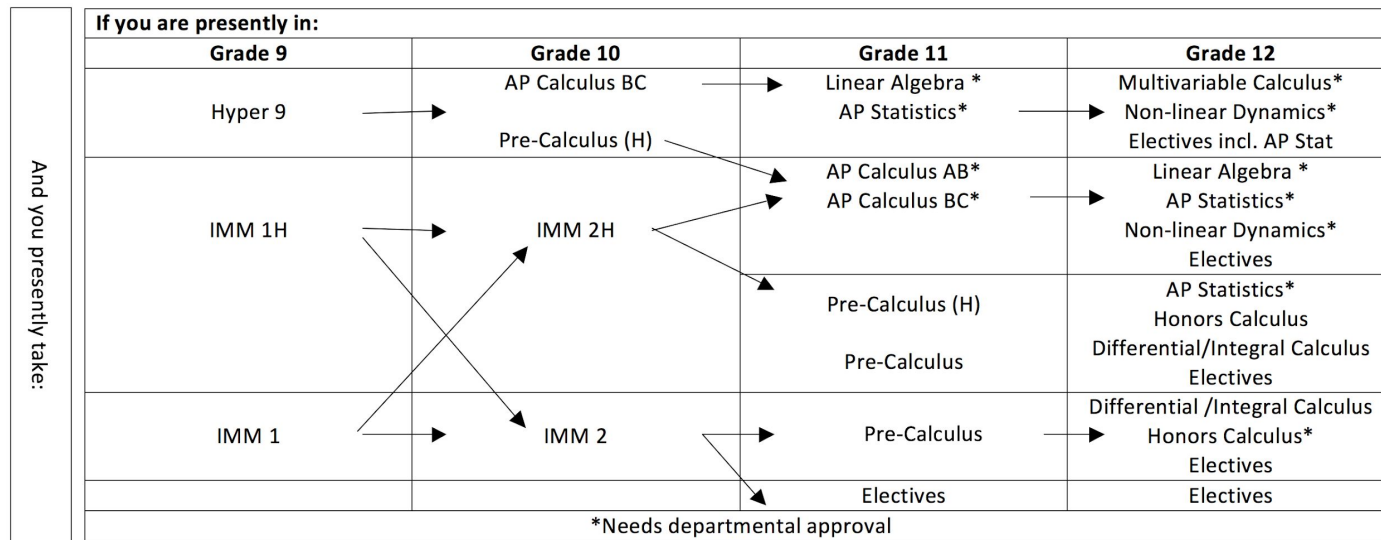 And you presently take:
If you are presently in:
Grade 9 Grade 10 Grade 11 Grade 12
Hyper 9
AP Calculus BC
Pre-Calculus (H)
Linear Algebra *
AP Statistics*
Multivariable Calculus*
Non-linear Dynamics*
Electives incl. AP Stat
IMM 1H
IMM 2H
AP Calculus AB*
AP Calculus BC*
Linear Algebra *
AP Statistics*
Non-linear Dynamics*
Electives
Pre-Calculus (H)
Pre-Calculus
AP Statistics*
Honors Calculus
Differential/Integral Calculus
Electives
IMM 1
IMM 2
Pre-Calculus
Differential /Integral Calculus
Honors Calculus*
Electives
Electives
Electives
*Needs departmental approval